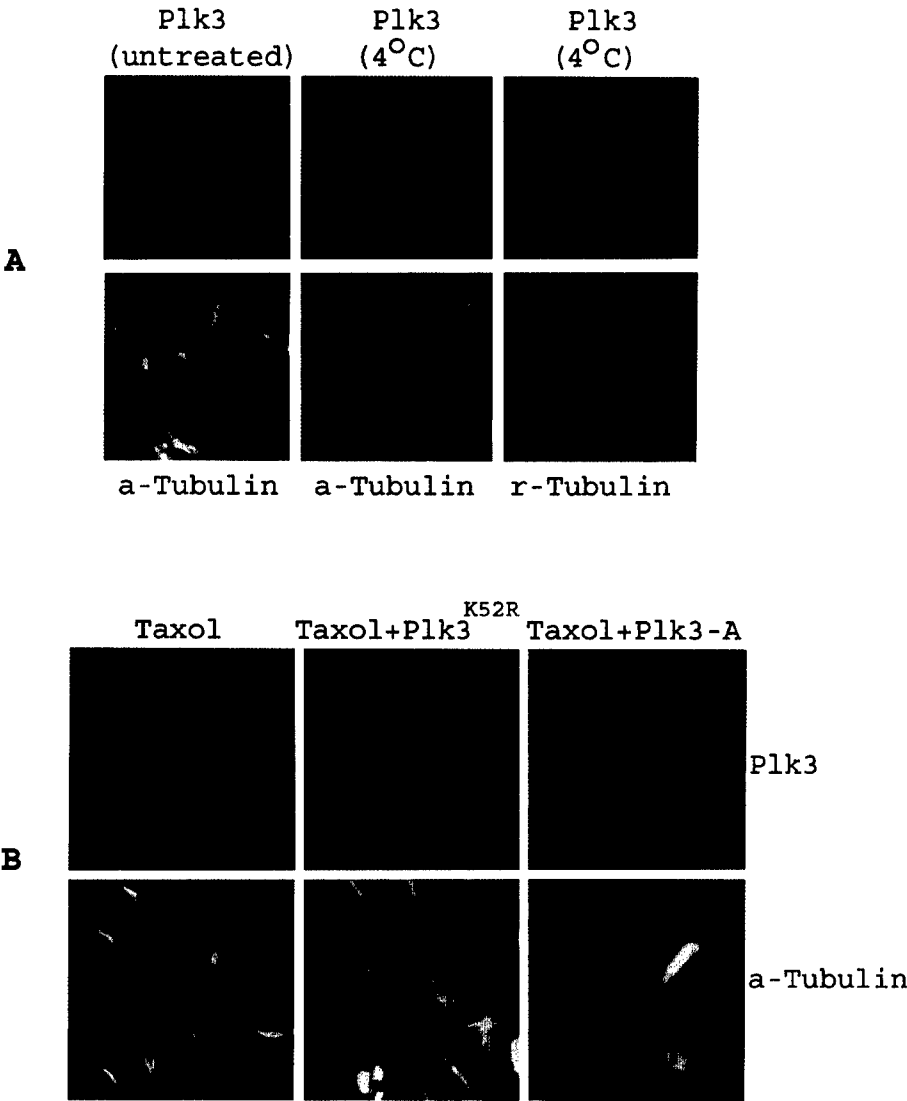 Plk3 Plk3 Plk3
(untreated) (4°C) (4°C)
A
a-Tubulin a-Tubulin r-Tubulin
Taxol Taxol+Plk3K52R Taxol+Plk3-A
Plk3
B
a-Tubulin